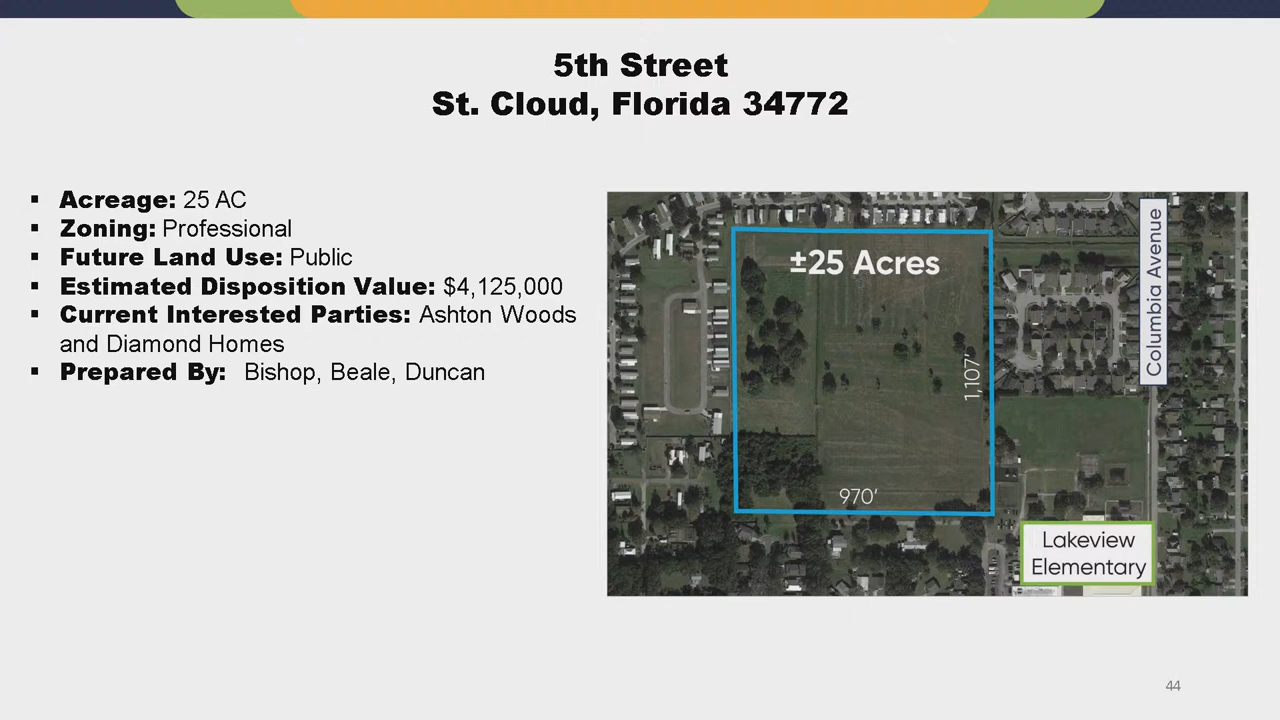 5th Street
St. Cloud, Florida 34772
▪ Acreage: 25 AC
▪ Zoning: Professional
▪ Future Land Use: Public
▪ Estimated Disposition Value: $4,125,000
▪ Current Interested Parties: Ashton Woods
and Diamond Homes
▪ Prepared By: Bishop, Beale, Duncan
±25 Acres
Columbia Avenue
1,107'
970'
Lakeview
Elementary
44